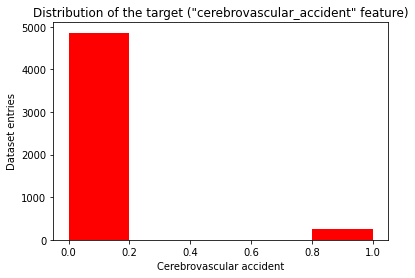 Distribution of the target ("cerebrovascular_accident" feature)
5000
4000
3000
2000
1000
0
Dataset entries
0.0 0.2 0.4 0.6 0.8 1.0
Cerebrovascular accident